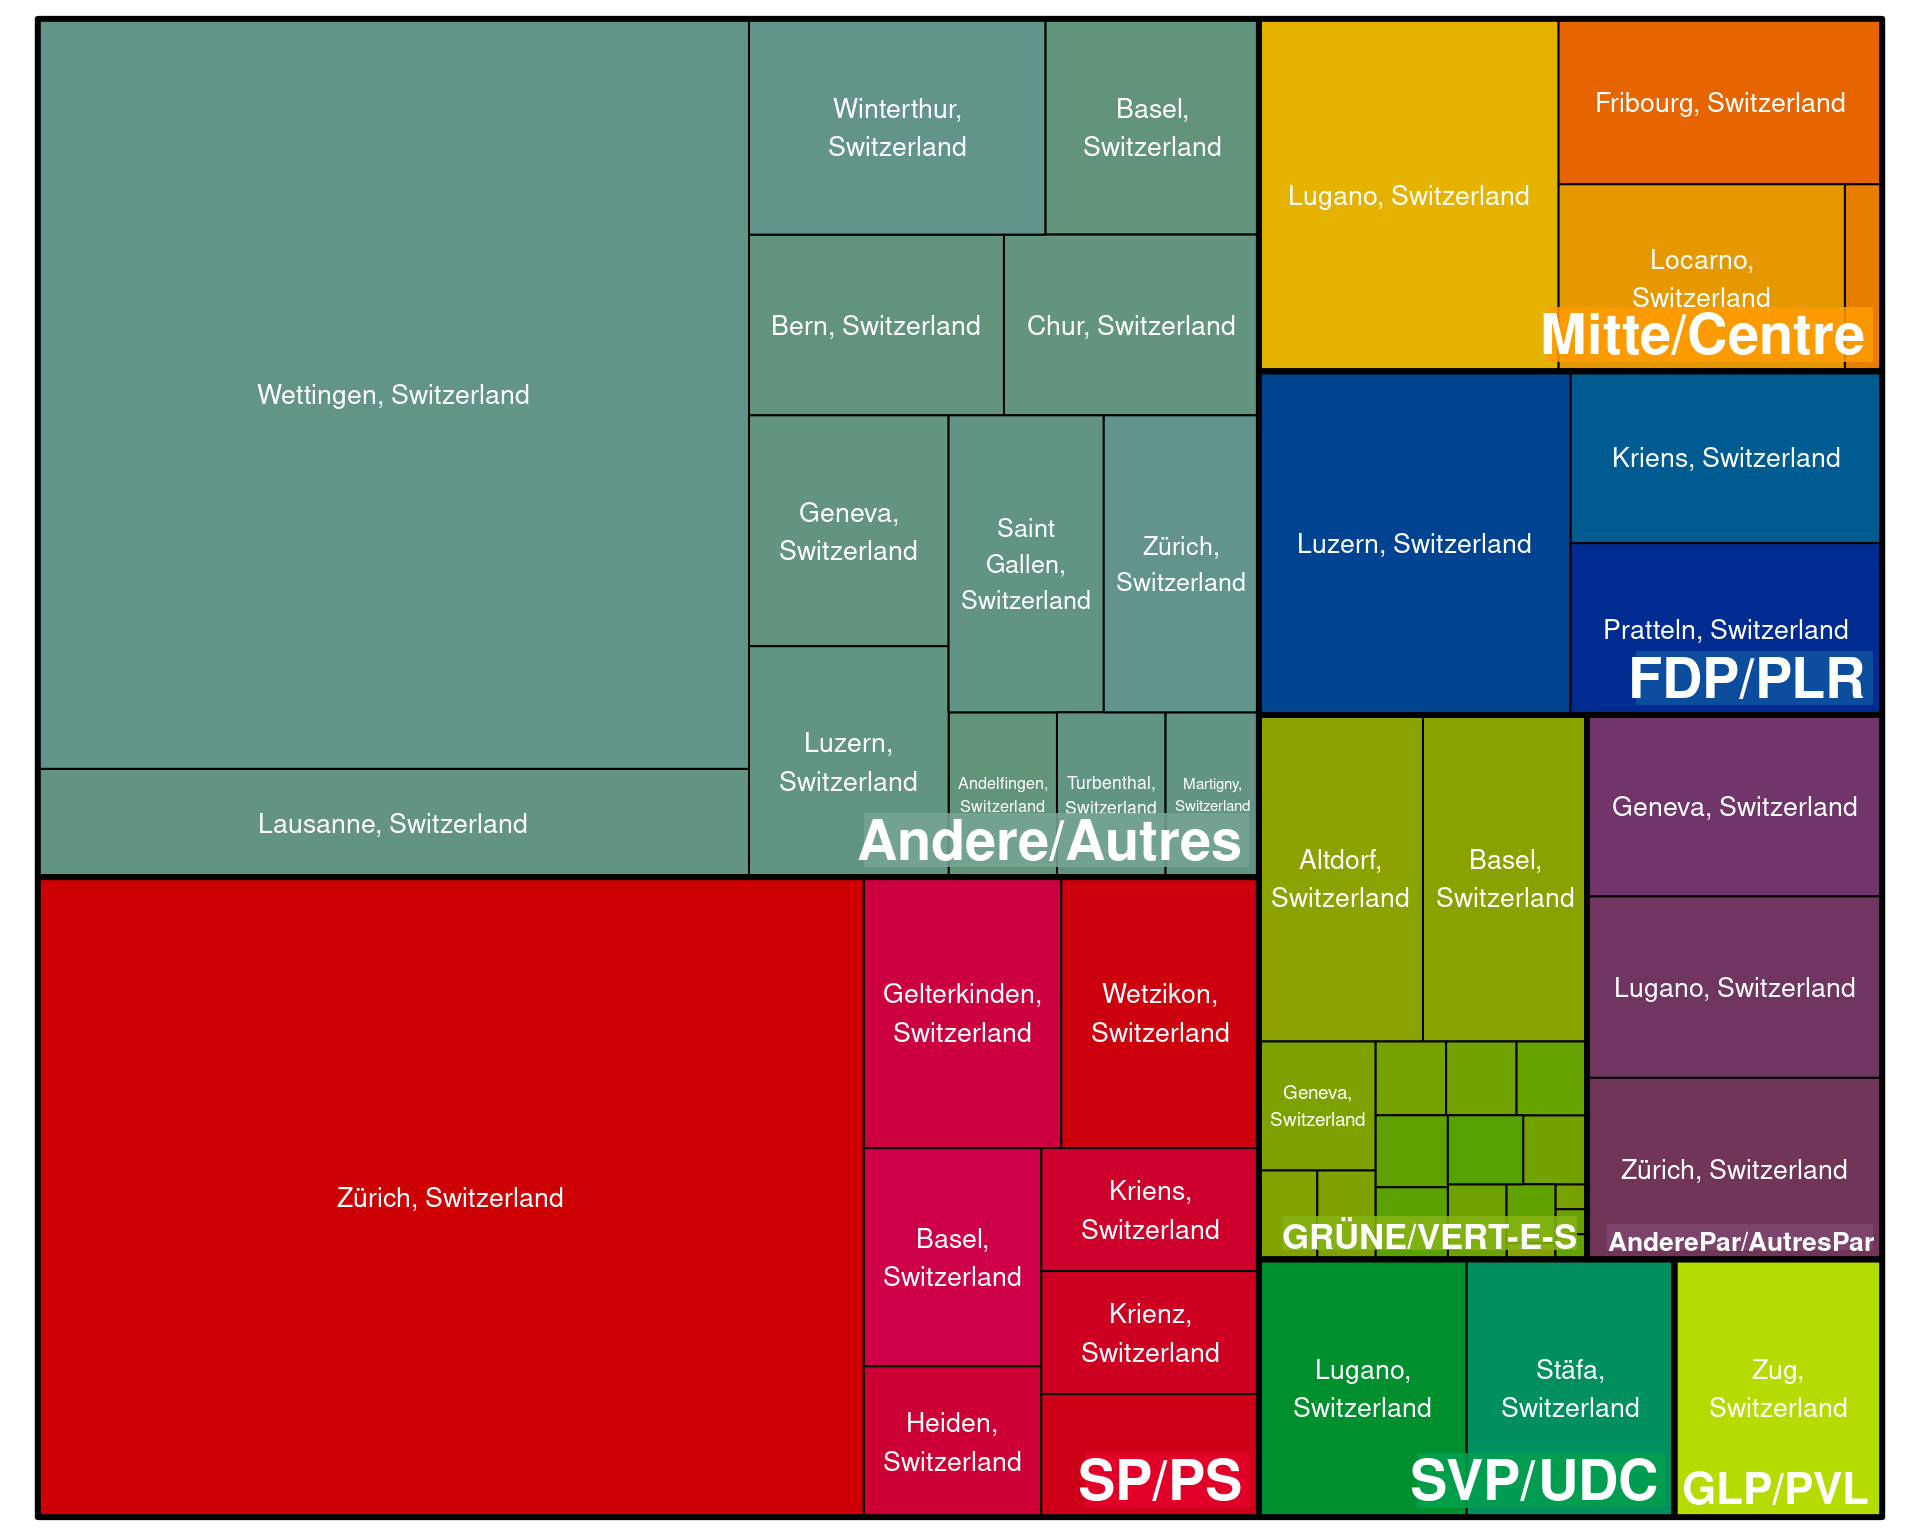 Wettingen, Switzerland
Lausanne, Switzerland
Winterthur,
Switzerland
Basel,
Switzerland
Bern, Switzerland
Chur, Switzerland
Geneva,
Switzerland
Saint
Gallen,
Switzerland
Zürich,
Switzerland
Luzern,
Switzerland
Andelfingen,
Switzerland
Turbenthal,
Switzerland
Martigny,
Switzerland
Andere/Autres
Zürich, Switzerland
Gelterkinden,
Switzerland
Wetzikon,
Switzerland
Basel,
Switzerland
Kriens,
Switzerland
Krienz,
Switzerland
Heiden,
Switzerland
SP/PS
Lugano, Switzerland
Fribourg, Switzerland
Locarno,
Switzerland
Mitte/Centre
Luzern, Switzerland
Kriens, Switzerland
Pratteln, Switzerland
FDP/PLR
Altdorf,
Switzerland
Basel,
Switzerland
Geneva,
Switzerland
GRÜNE/VERT-E-S
Geneva, Switzerland
Lugano, Switzerland
Zürich, Switzerland
AnderePar/AutresPar
Lugano,
Switzerland
Stäfa,
Switzerland
SVP/UDC
Zug,
Switzerland
GLP/PVL